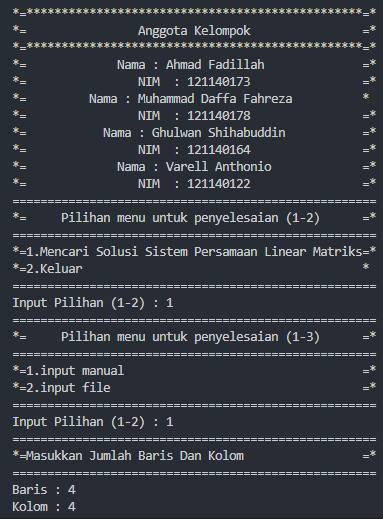 *=************************************************=*
*=                Anggota Kelompok                =*
*=************************************************=*
*=             Nama : Ahmad Fadillah              =*
*=                NIM  : 121140173                =*
*=         Nama : Muhammad Daffa Fahreza          *
*=                NIM  : 121140178                =*
*=           Nama : Ghulwan Shihabuddin           =*
*=                NIM  : 121140164                =*
*=             Nama : Varell Anthonio             =*
*=                NIM  : 121140122                =*
====================================================
*=     Pilihan menu untuk penyelesaian (1-2)      =*
====================================================
*=1.Mencari Solusi Sistem Persamaan Linear Matriks=*
*=2.Keluar                                        *
====================================================
Input Pilihan (1-2) : 1
====================================================
*=     Pilihan menu untuk penyelesaian (1-3)      =*
====================================================
*=1.input manual                                  =*
*=2.input file                                    =*
====================================================
Input Pilihan (1-2) : 1
====================================================
*=Masukkan Jumlah Baris Dan Kolom                 =*
====================================================
Baris : 4
Kolom : 4